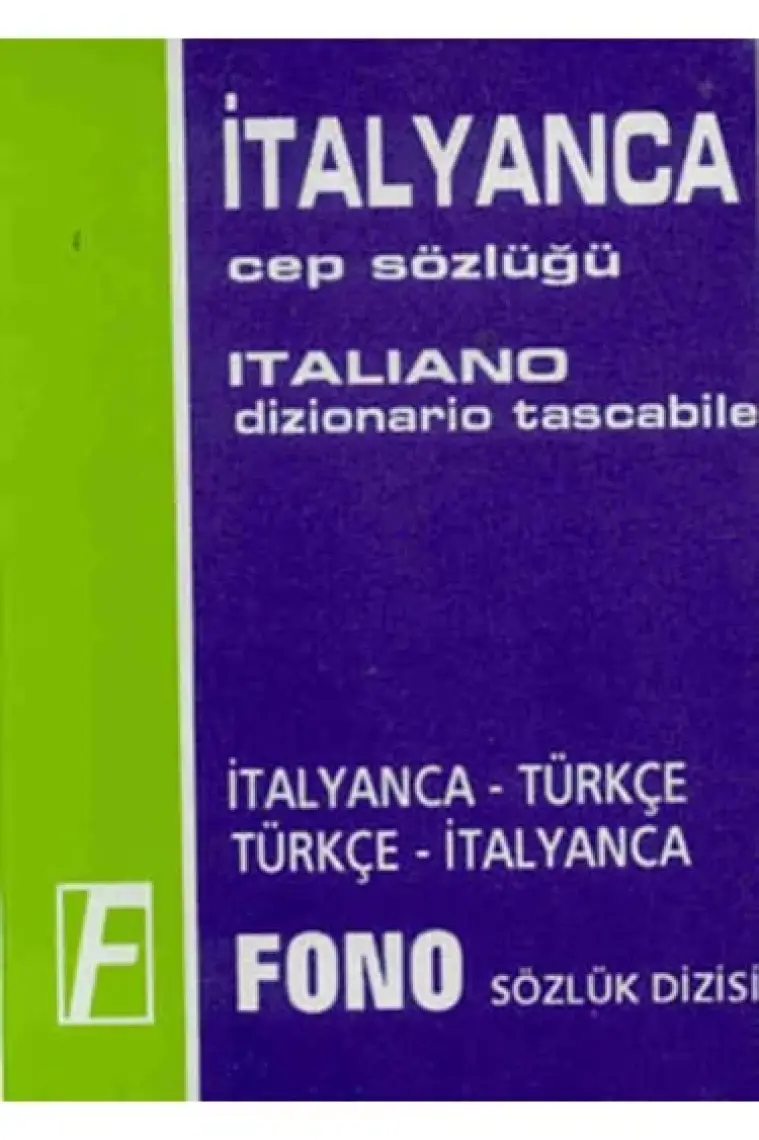 İTALYANCA
cep sözlüğü
ITALIANO
dizionario tascabile
İTALYANCA - TÜRKÇE
TÜRKÇE - İTALYANCA
F
FONO SÖZLÜK DİZİSİ